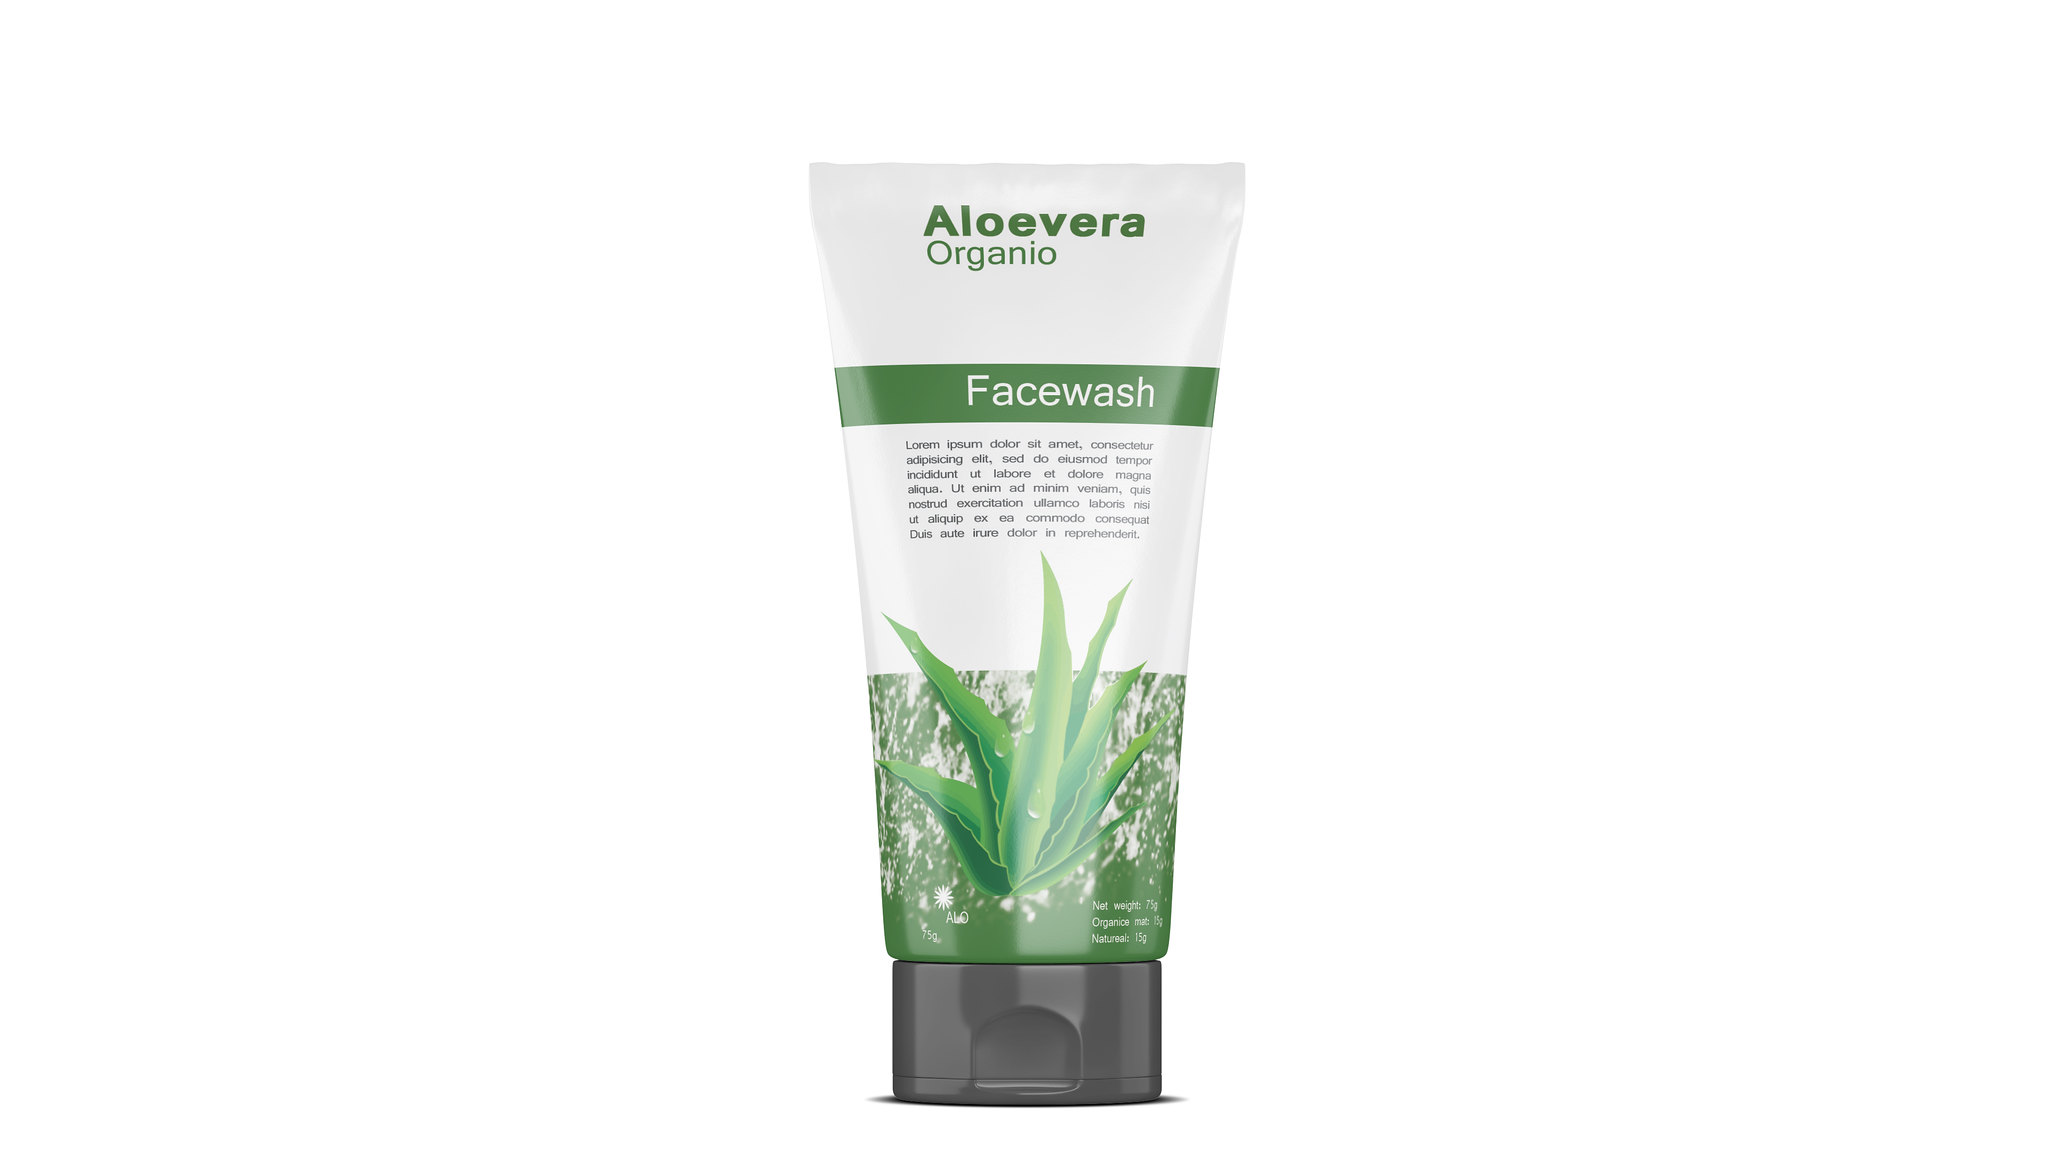 Aloevera
Organio
Facewash
Lorem ipsum dolor sit amet, consectetur
adipisicing elit, sed do eiusmod tempor
incididunt ut labore et dolore magna
aliqua. Ut enim ad minim veniam, quis
nostrud exercitation ullamco laboris nisi
ut aliquip ex ea commodo consequat
Duis aute irure dolor in reprehenderit.
ALO
75g
Net weight: 75g
Organice mat: 15g
Natureal: 15g